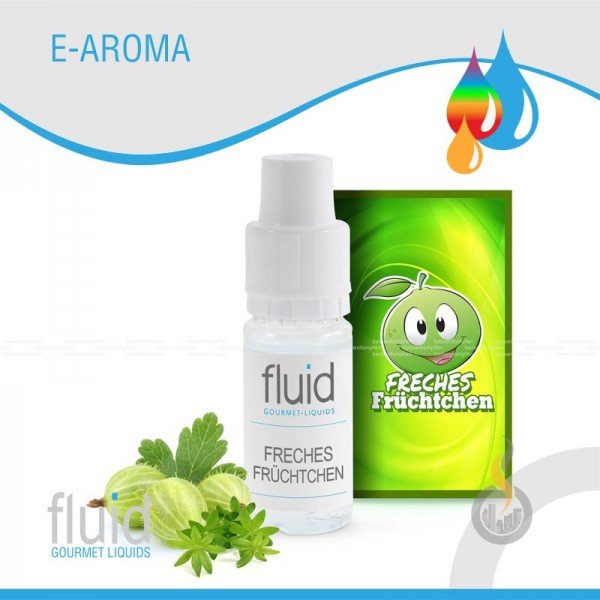 E-AROMA
FRECHES
Früchtchen
fluid
GOURMET-LIQUIDS
FRECHES
FRÜCHTCHEN
fluid
GOURMET LIQUIDS